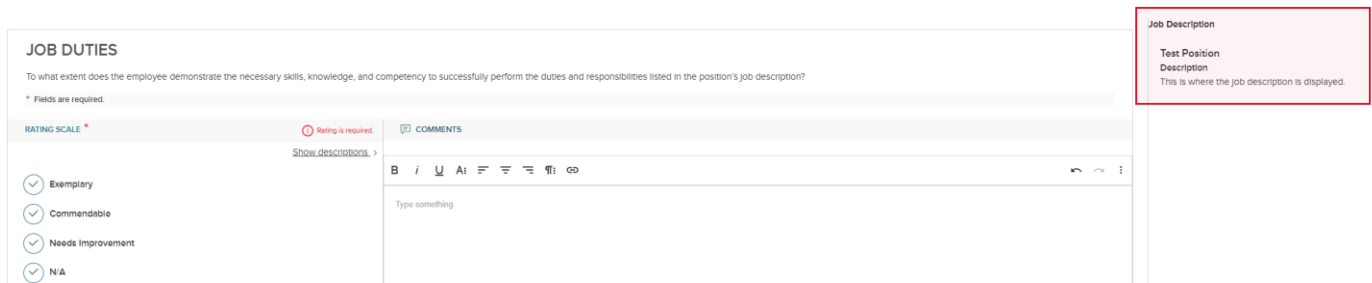 JOB DUTIES
To what extent does the employee demonstrate the necessary skills, knowledge, and competency to successfully perform the duties and responsibilities listed in the position's job description?
* Fields are required.
RATING SCALE *
Rating is required.
Show descriptions >
Exemplary
Commendable
Needs Improvement
N/A
COMMENTS
B i U A
Type something
Job Description
Test Position
Description
This is where the job description is displayed.